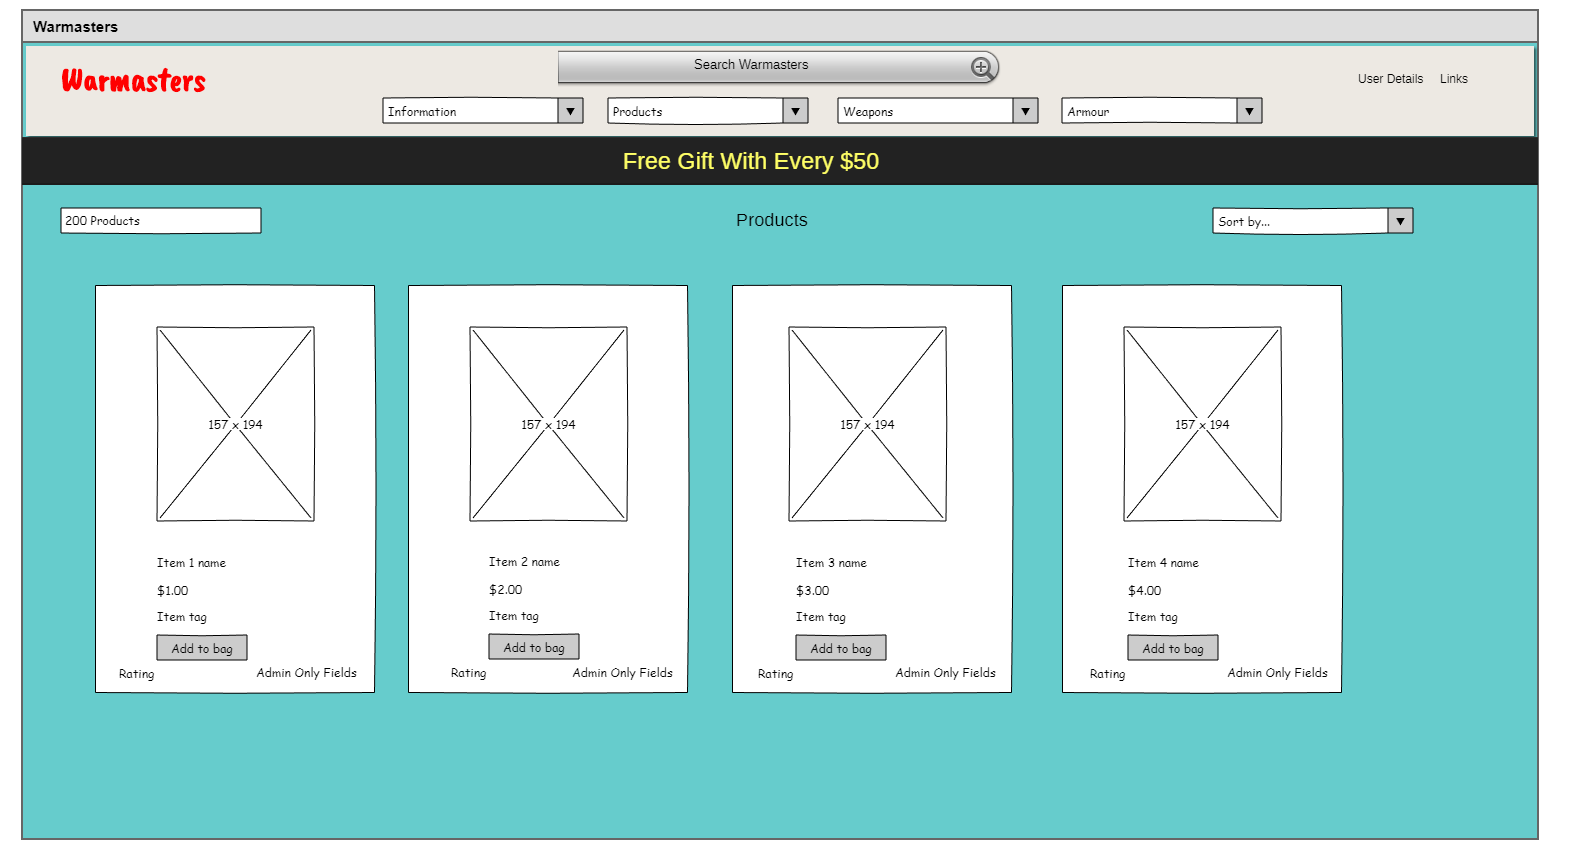 Warmasters
Warmasters
Search Warmasters
User Details Links
Information
Products
Weapons
Armour
Free Gift With Every $50
200 Products
Products
Sort by...
157 x 194
157 x 194
157 x 194
157 x 194
Item 1 name
$1.00
Item tag
Add to bag
Rating
Admin Only Fields
Item 2 name
$2.00
Item tag
Add to bag
Rating
Admin Only Fields
Item 3 name
$3.00
Item tag
Add to bag
Rating
Admin Only Fields
Item 4 name
$4.00
Item tag
Add to bag
Rating
Admin Only Fields